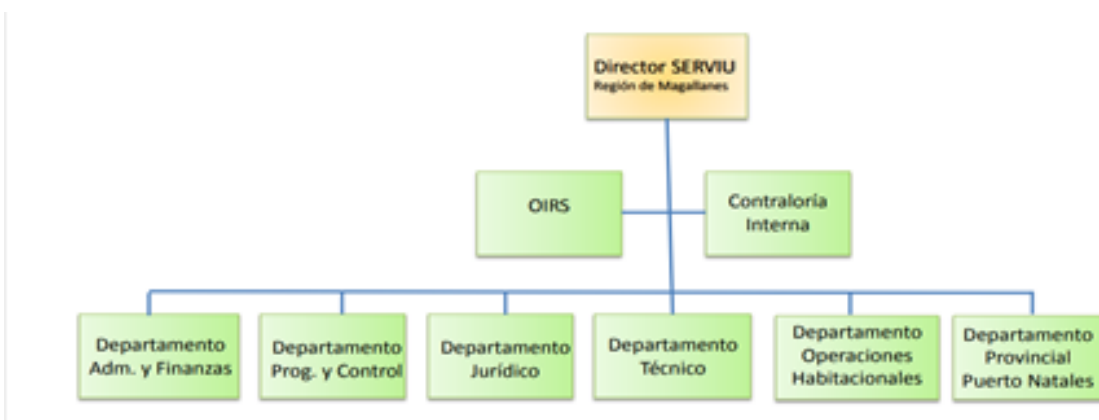 Director SERVIU
Región de Magallanes
OIRS
Contraloría
Interna
Departamento
Adm. y Finanzas
Departamento
Prog. y Control
Departamento
Jurídico
Departamento
Técnico
Departamento
Operaciones
Habitacionales
Departamento
Provincial
Puerto Natales